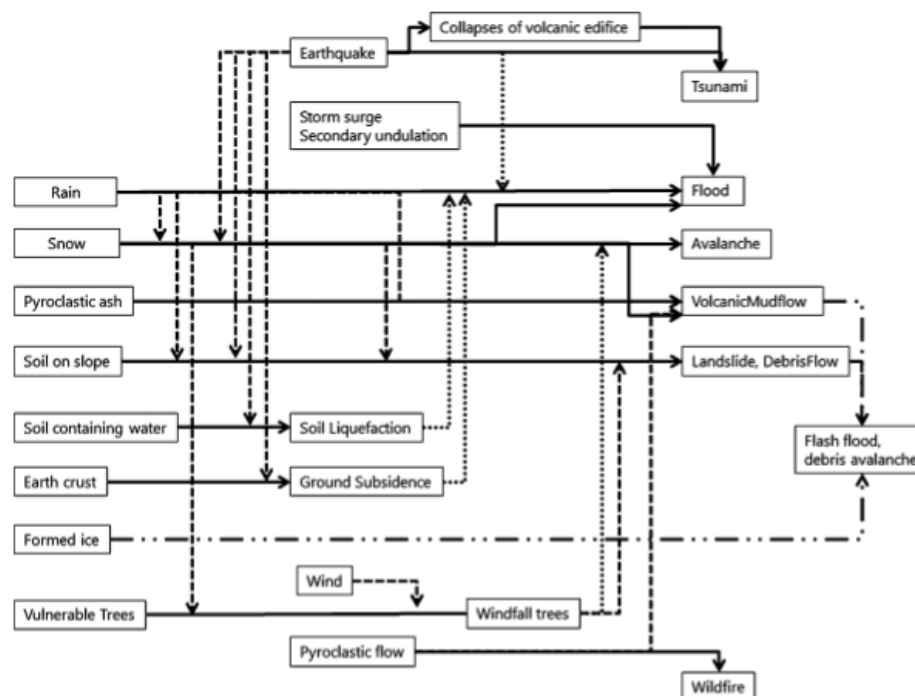 Collapses of volcanic edifice
Earthquake
Tsunami
Storm surge
Secondary undulation
Rain
Flood
Snow
Avalanche
Pyroclastic ash
VolcanicMudflow
Soil on slope
Landslide, DebrisFlow
Soil containing water
Soil Liquefaction
Flash flood,
debris avalanche
Earth crust
Ground Subsidence
Formed ice
Wind
Vulnerable Trees
Windfall trees
Pyroclastic flow
Wildfire